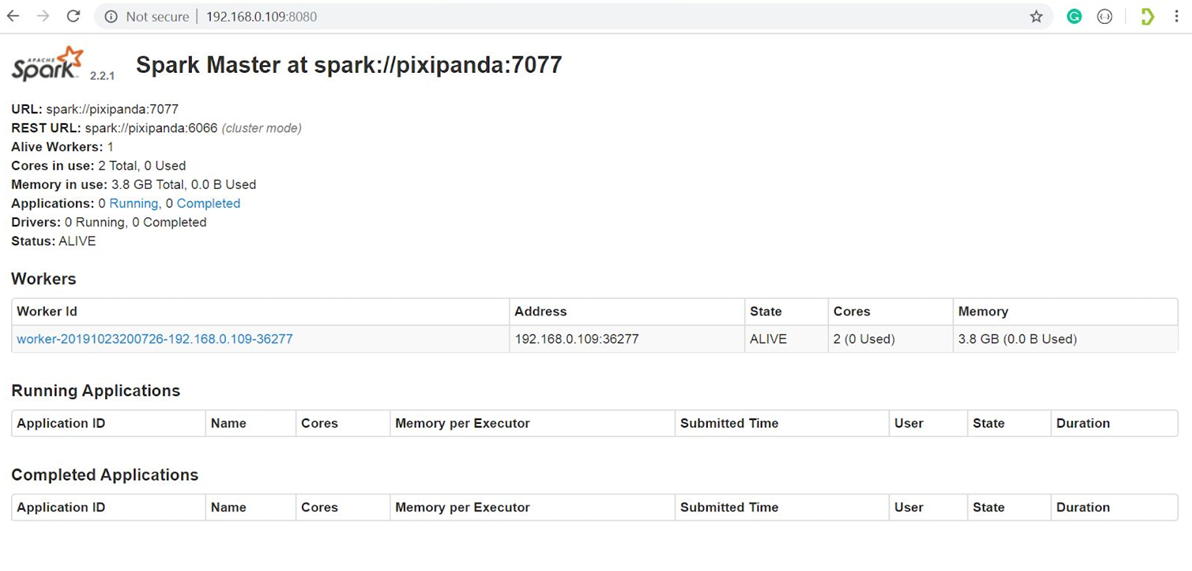 Not secure | 192.168.0.109:8080
APACHE
Spark 2.2.1 Spark Master at spark://pixipanda:7077
URL: spark://pixipanda:7077
REST URL: spark://pixipanda:6066 (cluster mode)
Alive Workers: 1
Cores in use: 2 Total, 0 Used
Memory in use: 3.8 GB Total, 0.0 B Used
Applications: 0 Running, 0 Completed
Drivers: 0 Running, 0 Completed
Status: ALIVE
Workers
Worker Id Address State Cores Memory
worker-20191023200726-192.168.0.109-36277 192.168.0.109:36277 ALIVE 2 (0 Used) 3.8 GB (0.0 B Used)
Running Applications
Application ID Name Cores Memory per Executor Submitted Time User State Duration
Completed Applications
Application ID Name Cores Memory per Executor Submitted Time User State Duration